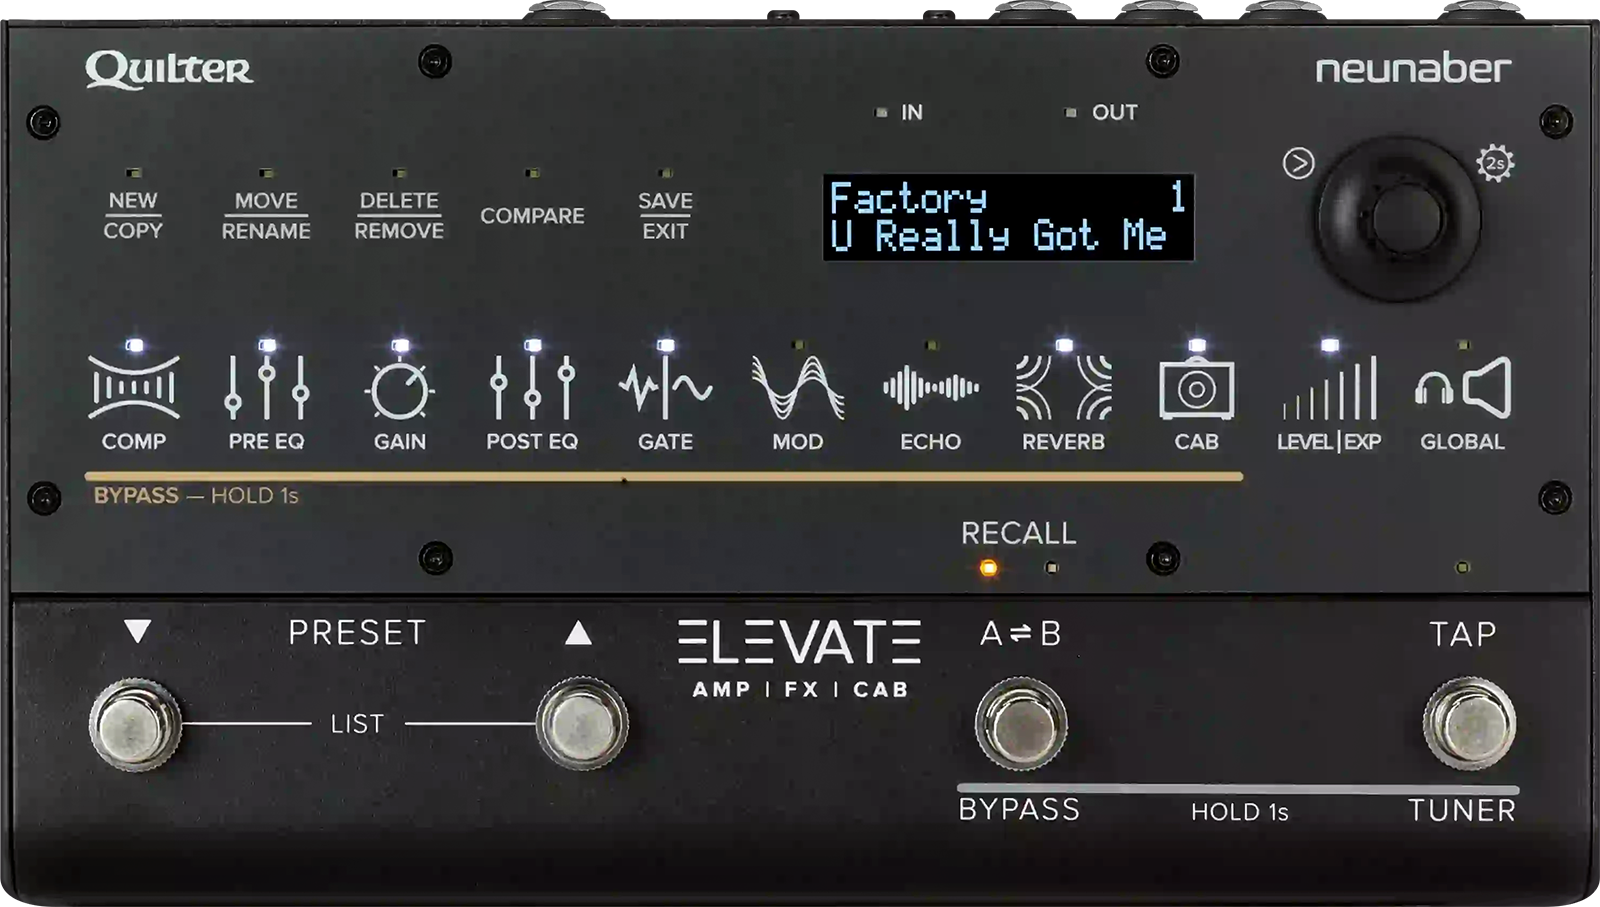 Quilter
neunaber
IN OUT
NEW
COPY
MOVE
RENAME
DELETE
REMOVE
COMPARE
SAVE
EXIT
Factory 1
U Really Got Me
2s
COMP PRE EQ GAIN POST EQ GATE MOD ECHO REVERB CAB LEVEL|EXP GLOBAL
BYPASS — HOLD 1s
RECALL
PRESET
ELEVATE
AMP | FX | CAB
A ⇌ B
TAP
LIST
BYPASS HOLD 1s TUNER